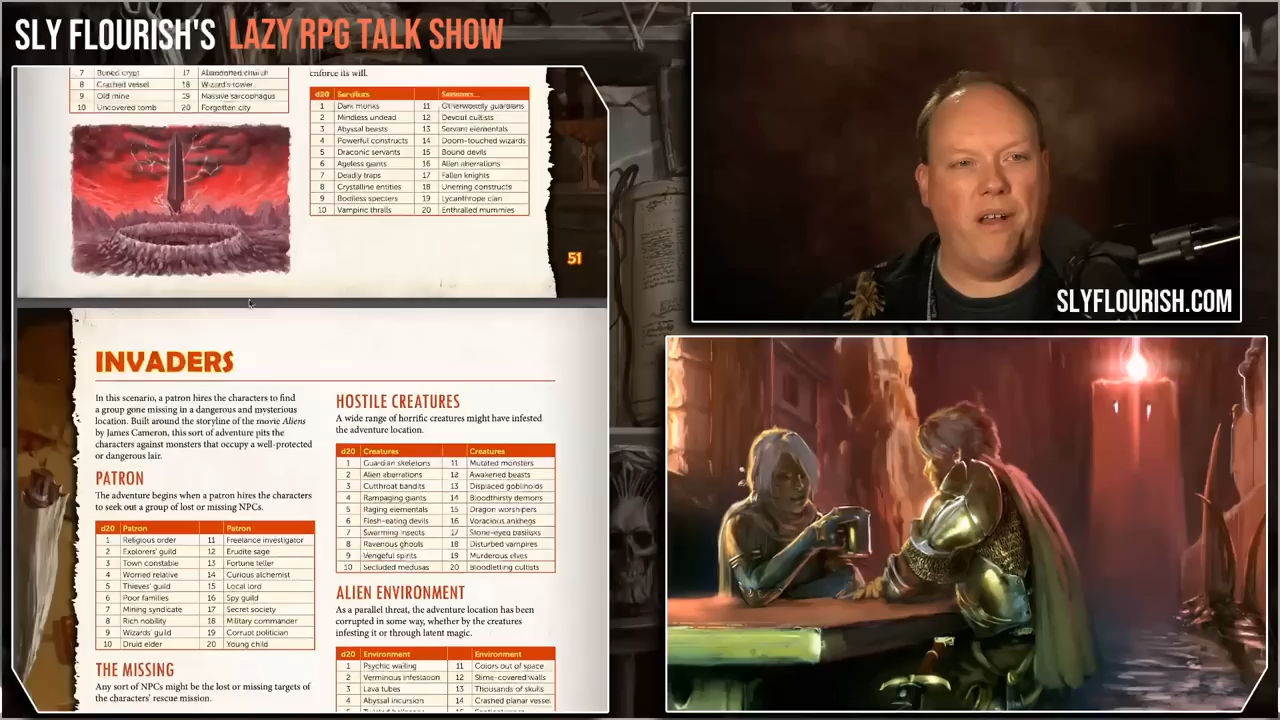 SLY FLOURISH'S LAZY RPG TALK SHOW
7 Buried crypt 17 Abandoned church
8 Crashed vessel 18 Wizard's tower
9 Old mine 19 Massive sarcophagus
10 Uncovered tomb 20 Forgotten city
enforce its will.
d20 Servitors Servitors
1 Dark monks 11 Otherworldly guardians
2 Mindless undead 12 Devout cultists
3 Abyssal beasts 13 Servant elementals
4 Powerful constructs 14 Doom-touched wizards
5 Draconic servants 15 Bound devils
6 Ageless giants 16 Alien aberrations
7 Deadly traps 17 Fallen knights
8 Crystalline entities 18 Unerring constructs
9 Bodiless specters 19 Lycanthrope clan
10 Vampiric thralls 20 Enthralled mummies
51
INVADERS
In this scenario, a patron hires the characters to find
a group gone missing in a dangerous and mysterious
location. Built around the storyline of the movie Aliens
by James Cameron, this sort of adventure pits the
characters against monsters that occupy a well-protected
or dangerous lair.
PATRON
The adventure begins when a patron hires the characters
to seek out a group of lost or missing NPCs.
d20 Patron Patron
1 Religious order 11 Freelance investigator
2 Explorers' guild 12 Erudite sage
3 Town constable 13 Fortune teller
4 Worried relative 14 Curious alchemist
5 Thieves' guild 15 Local lord
6 Poor families 16 Spy guild
7 Mining syndicate 17 Secret society
8 Rich nobility 18 Military commander
9 Wizards' guild 19 Corrupt politician
10 Druid elder 20 Young child
THE MISSING
Any sort of NPCs might be the lost or missing targets of
the characters' rescue mission.
HOSTILE CREATURES
A wide range of horrific creatures might have infested
the adventure location.
d20 Creatures Creatures
1 Guardian skeletons 11 Mutated monsters
2 Alien aberrations 12 Awakened beasts
3 Cutthroat bandits 13 Displaced goblinoids
4 Rampaging giants 14 Bloodthirsty demons
5 Raging elementals 15 Dragon worshipers
6 Flesh-eating devils 16 Voracious ankhegs
7 Swarming insects 17 Stone-eyed basilisks
8 Ravenous ghouls 18 Disturbed vampires
9 Vengeful spirits 19 Murderous elves
10 Secluded medusas 20 Bloodletting cultists
ALIEN ENVIRONMENT
As a parallel threat, the adventure location has been
corrupted in some way, whether by the creatures
infesting it or through latent magic.
d20 Environment Environment
1 Psychic wailing 11 Colors out of space
2 Verminous infestation 12 Slime-covered walls
3 Lava tubes 13 Thousands of skulls
4 Abyssal incursion 14 Crashed planar vessel
SLYFLOURISH.COM